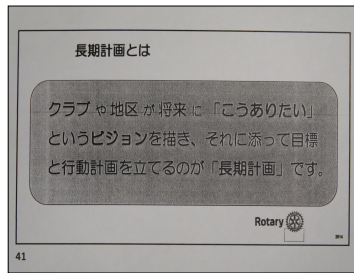 長期計画とは
クラブや地区が将来に「こうありたい」
というビジョンを描き、それに添って目標
と行動計画を立てるのが「長期計画」です。
Rotary
41